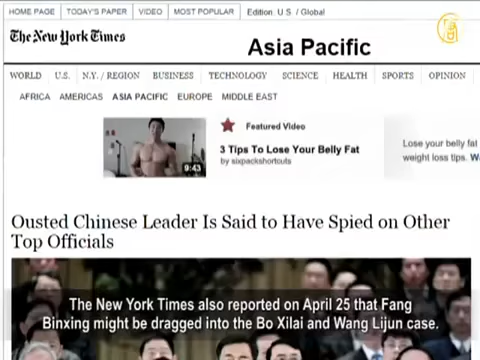 HOME PAGE TODAY'S PAPER VIDEO MOST POPULAR Edition: U.S. / Global
The New York Times
Asia Pacific
WORLD U.S. N.Y. / REGION BUSINESS TECHNOLOGY SCIENCE HEALTH SPORTS OPINION
AFRICA AMERICAS ASIA PACIFIC EUROPE MIDDLE EAST
Featured Video
3 Tips To Lose Your Belly Fat
by sixpackshortcuts
9:43
Lose your belly fat
weight loss tips.
Ousted Chinese Leader Is Said to Have Spied on Other
Top Officials
The New York Times also reported on April 25 that Fang
Binxing might be dragged into the Bo Xilai and Wang Lijun case.